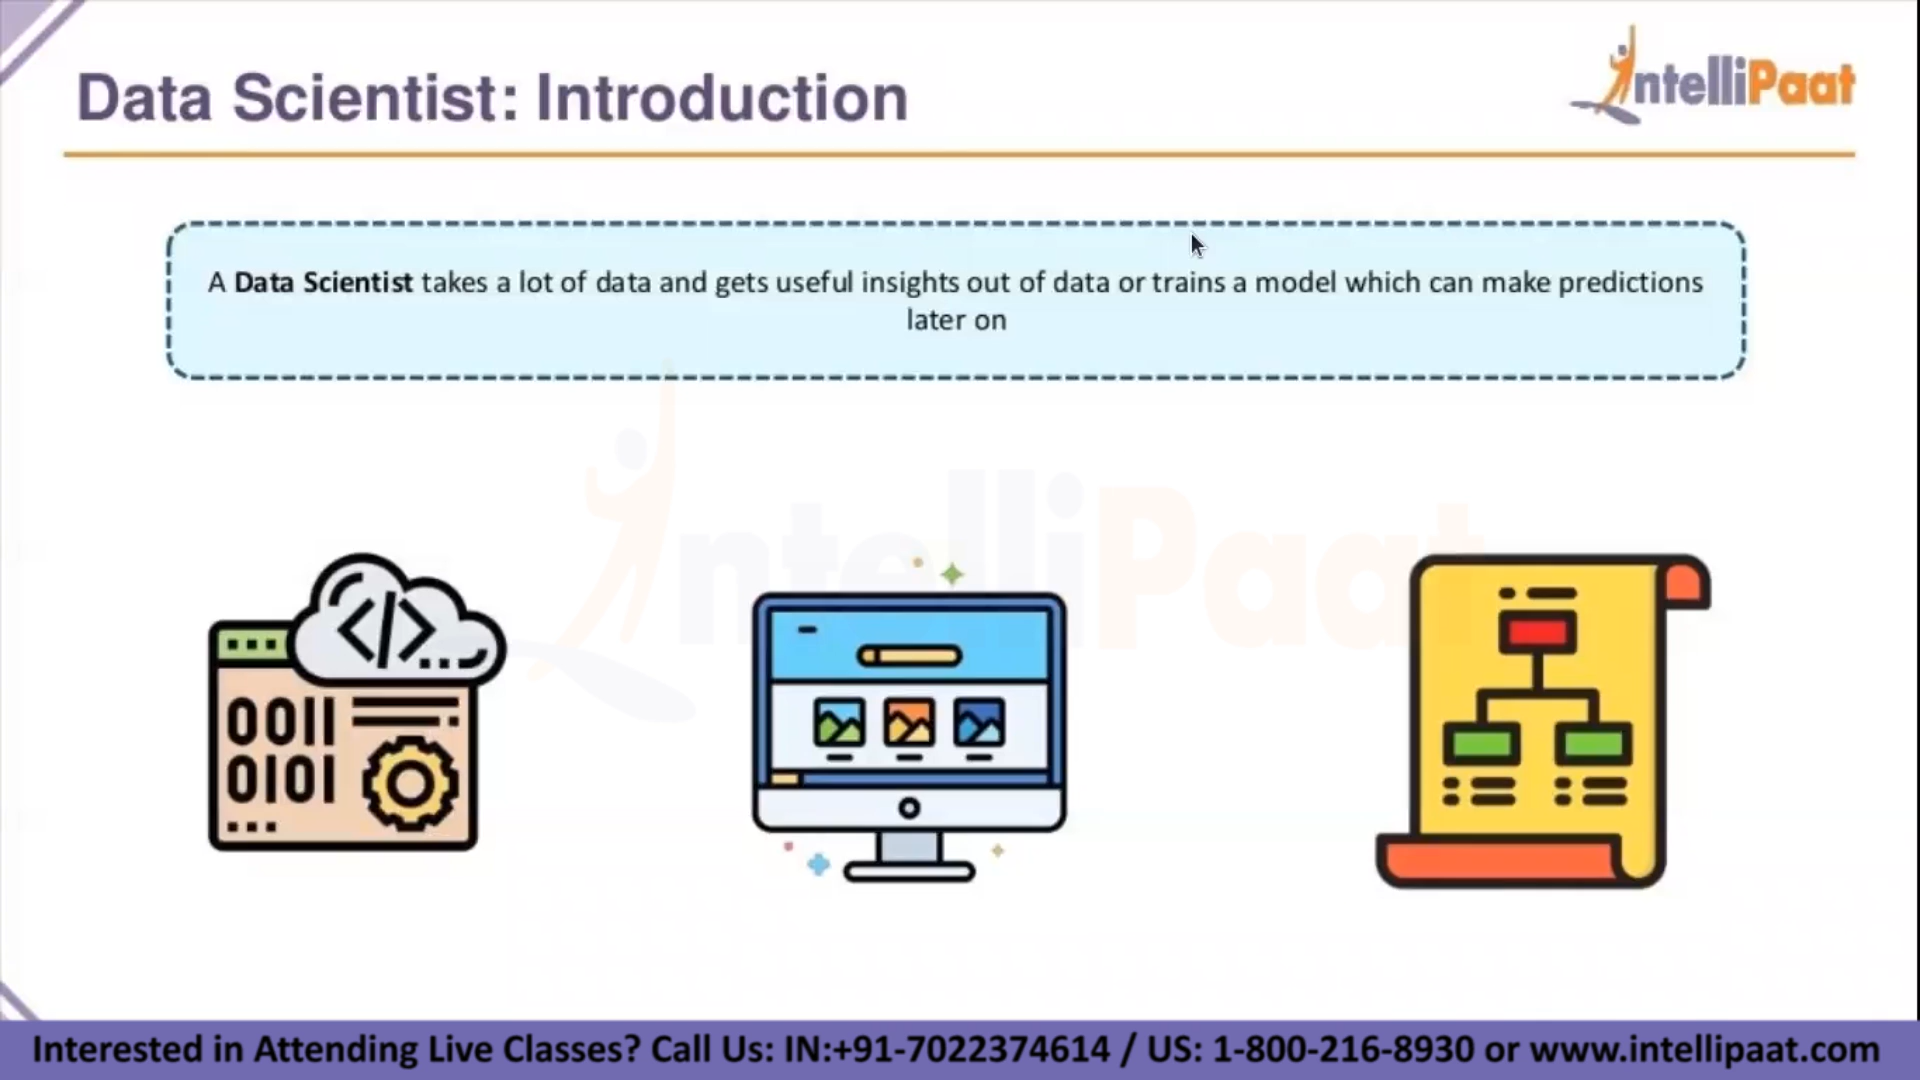 Data Scientist: Introduction
IntelliPaat
A Data Scientist takes a lot of data and gets useful insights out of data or trains a model which can make predictions
later on
IntelliPaat
</>
0011
0101
Interested in Attending Live Classes? Call Us: IN:+91-7022374614 / US: 1-800-216-8930 or www.intellipaat.com